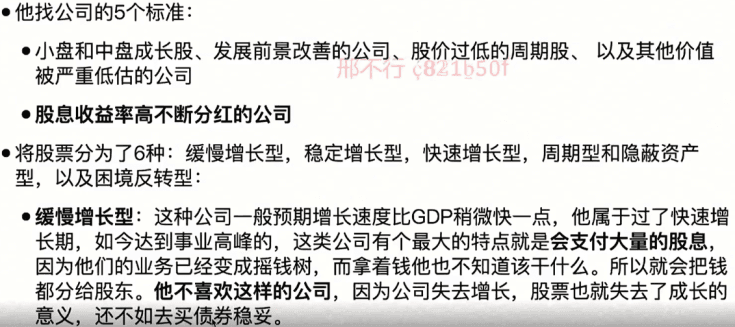 • 他找公司的5个标准：
• 小盘和中盘成长股、发展前景改善的公司、股价过低的周期股、 以及其他价值
被严重低估的公司
邢不行
• 股息收益率高不断分红的公司
• 将股票分为了6种：缓慢增长型，稳定增长型，快速增长型，周期型和隐蔽资产
型，以及困境反转型：
• 缓慢增长型：这种公司一般预期增长速度比GDP稍微快一点，他属于过了快速增
长期，如今达到事业高峰的，这类公司有个最大的特点就是会支付大量的股息，
因为他们的业务已经变成摇钱树，而拿着钱他也不知道该干什么。所以就会把钱
都分给股东。他不喜欢这样的公司，因为公司失去增长，股票也就失去了成长的
意义，还不如去买债券稳妥。